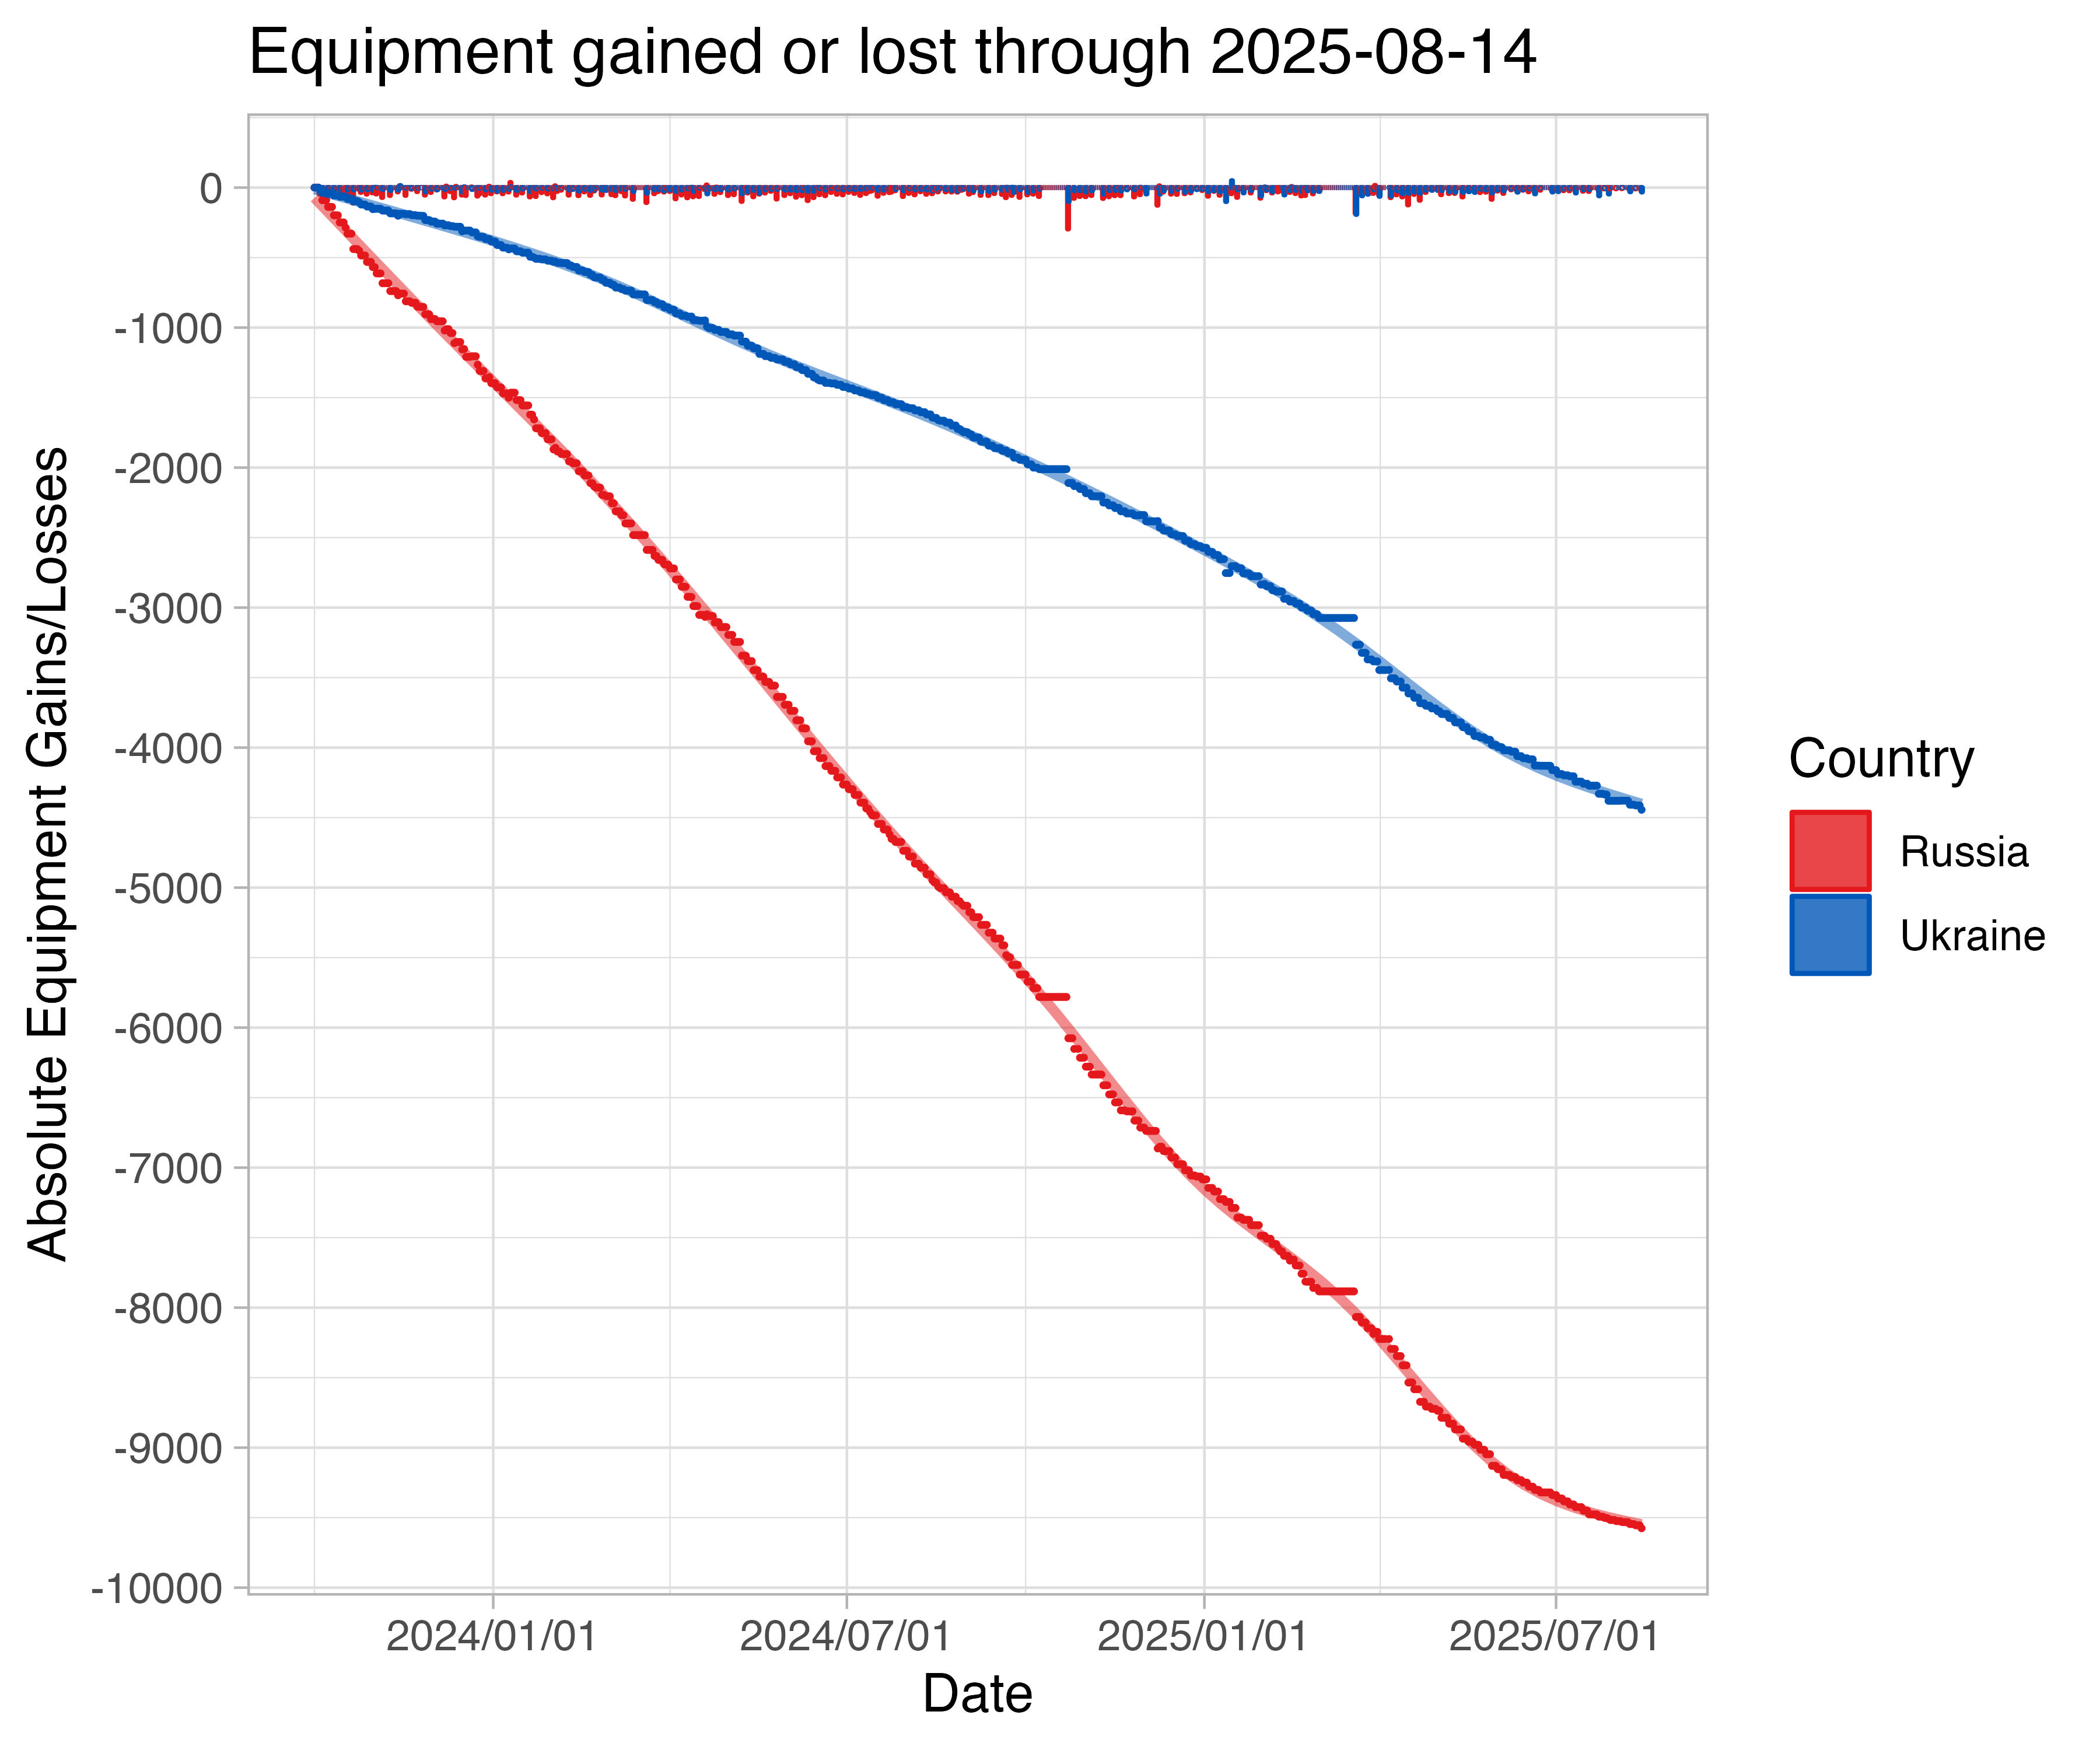 Equipment gained or lost through 2025-08-14
Absolute Equipment Gains/Losses
0
-1000
-2000
-3000
-4000
-5000
-6000
-7000
-8000
-9000
-10000
2024/01/01
2024/07/01
2025/01/01
2025/07/01
Date
Country
Russia
Ukraine